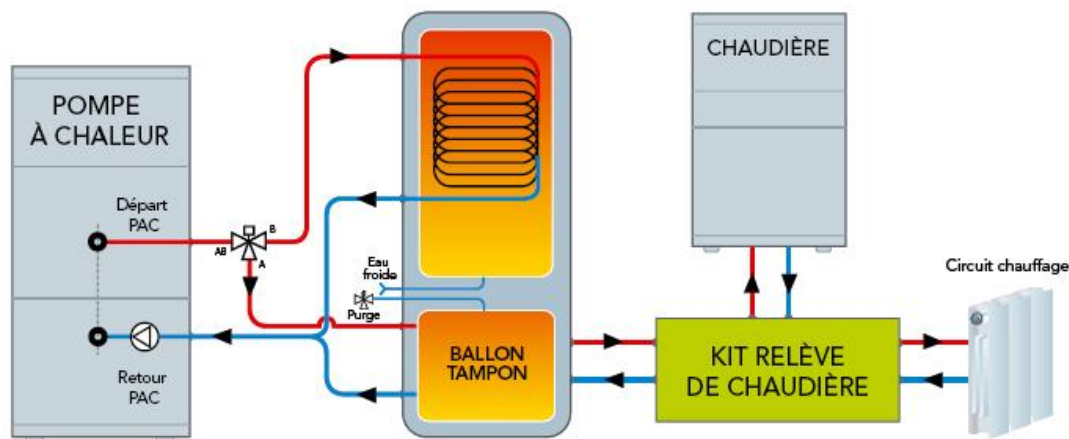 POMPE
À CHALEUR
Départ
PAC
AB
B
A
Retour
PAC
Eau
froide
Purge
BALLON
TAMPON
CHAUDIÈRE
KIT RELÈVE
DE CHAUDIÈRE
Circuit chauffage